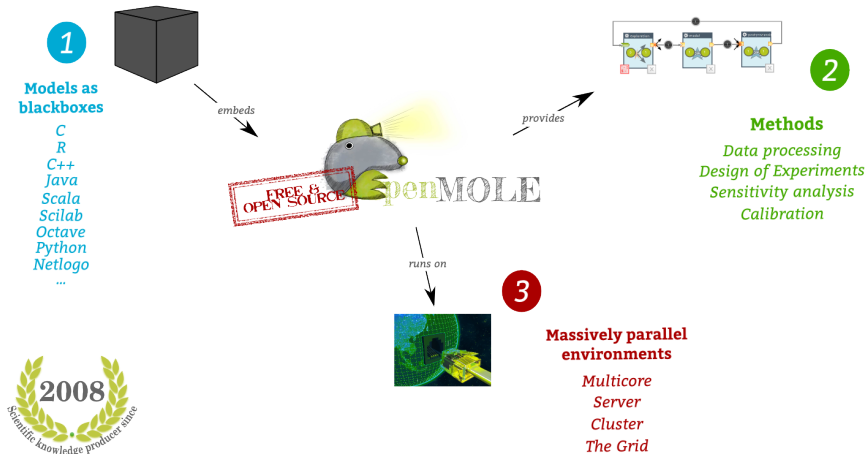 1
Models as
blackboxes
C
R
C++
Java
Scala
Scilab
Octave
Python
Netlogo
...
embeds
FREE &
OPEN SOURCE
penMOLE
provides
2
Methods
Data processing
Design of Experiments
Sensitivity analysis
Calibration
runs on
3
Massively parallel
environments
Multicore
Server
Cluster
The Grid
2008
Scientific knowledge producer since